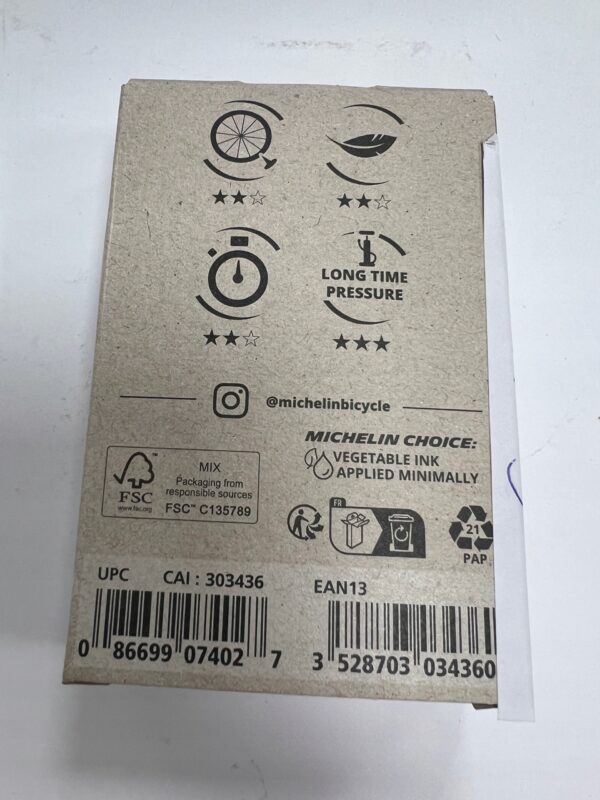 LONG TIME
PRESSURE
@michelinbicycle
MICHELIN CHOICE:
VEGETABLE INK
APPLIED MINIMALLY
FSC™
www.fsc.org
MIX
Packaging from
responsible sources
FSC™ C135789
FR
21
PAP
UPC CAI : 303436
0 86699 07402 7
EAN13
3 528703 034360